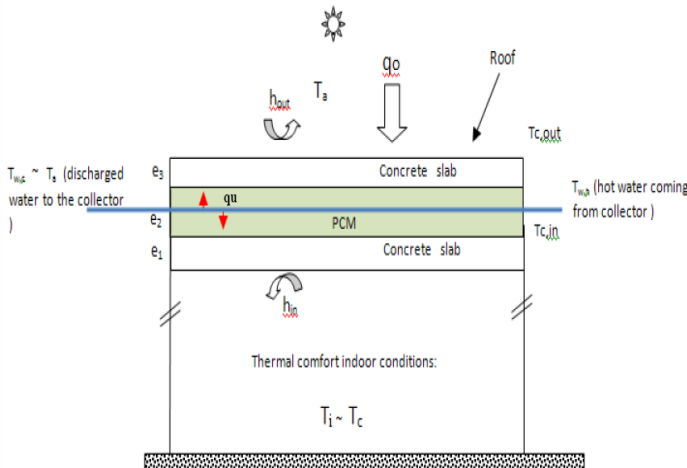 qo
Roof
Ta
hout
Tc,out
e3
Concrete slab
Tw,c ~ Ta (discharged
water to the collector
)
qu
Tw,h (hot water coming
from collector )
e2
PCM
Tc,in
e1
Concrete slab
hin
Thermal comfort indoor conditions:
Ti ~ Tc